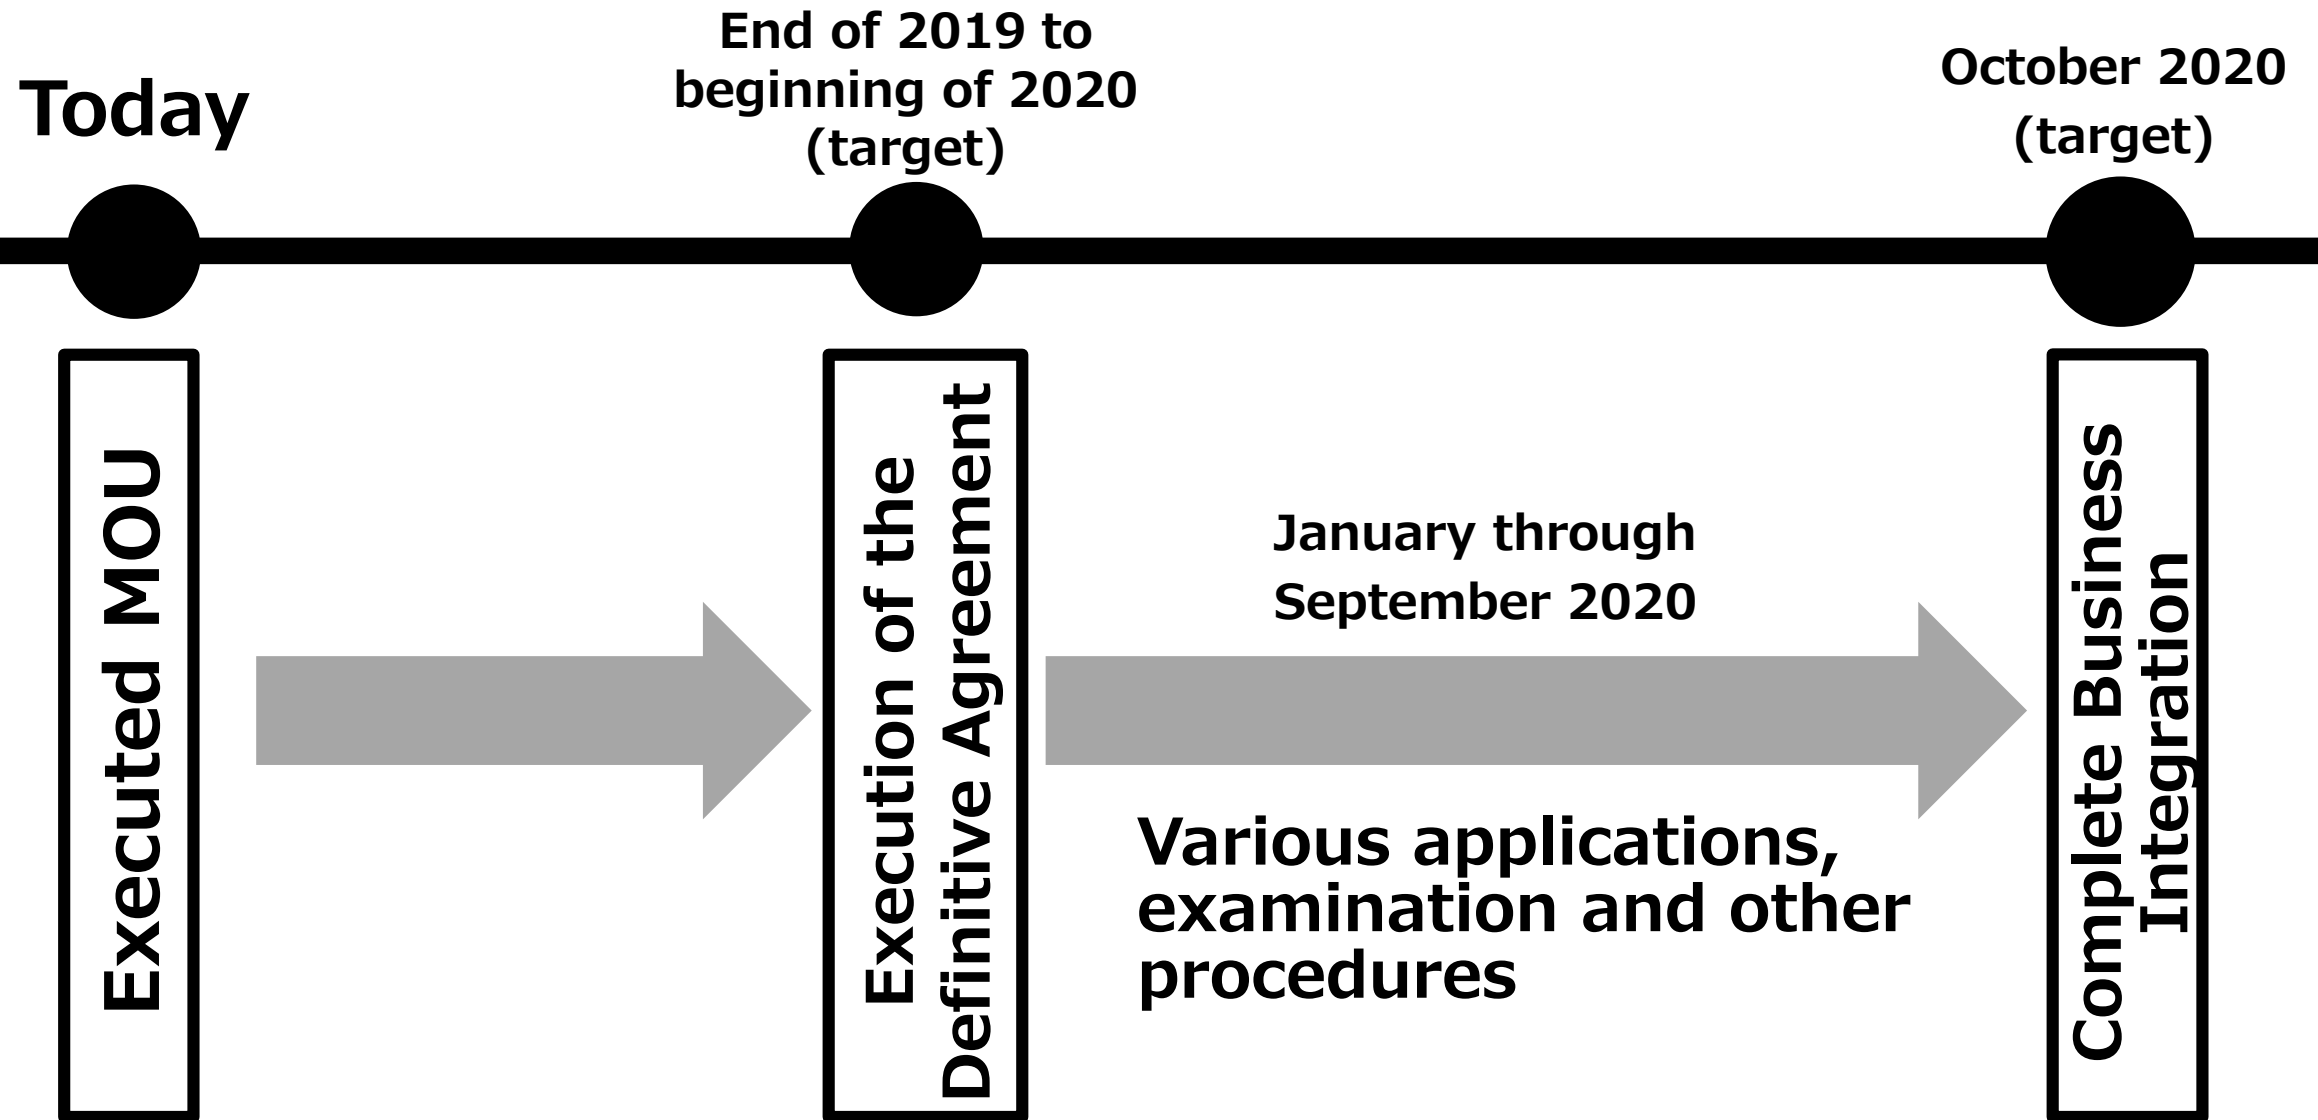 Today
End of 2019 to
beginning of 2020
(target)
October 2020
(target)
Executed MOU
Execution of the
Definitive Agreement
January through
September 2020
Various applications,
examination and other
procedures
Complete Business
Integration